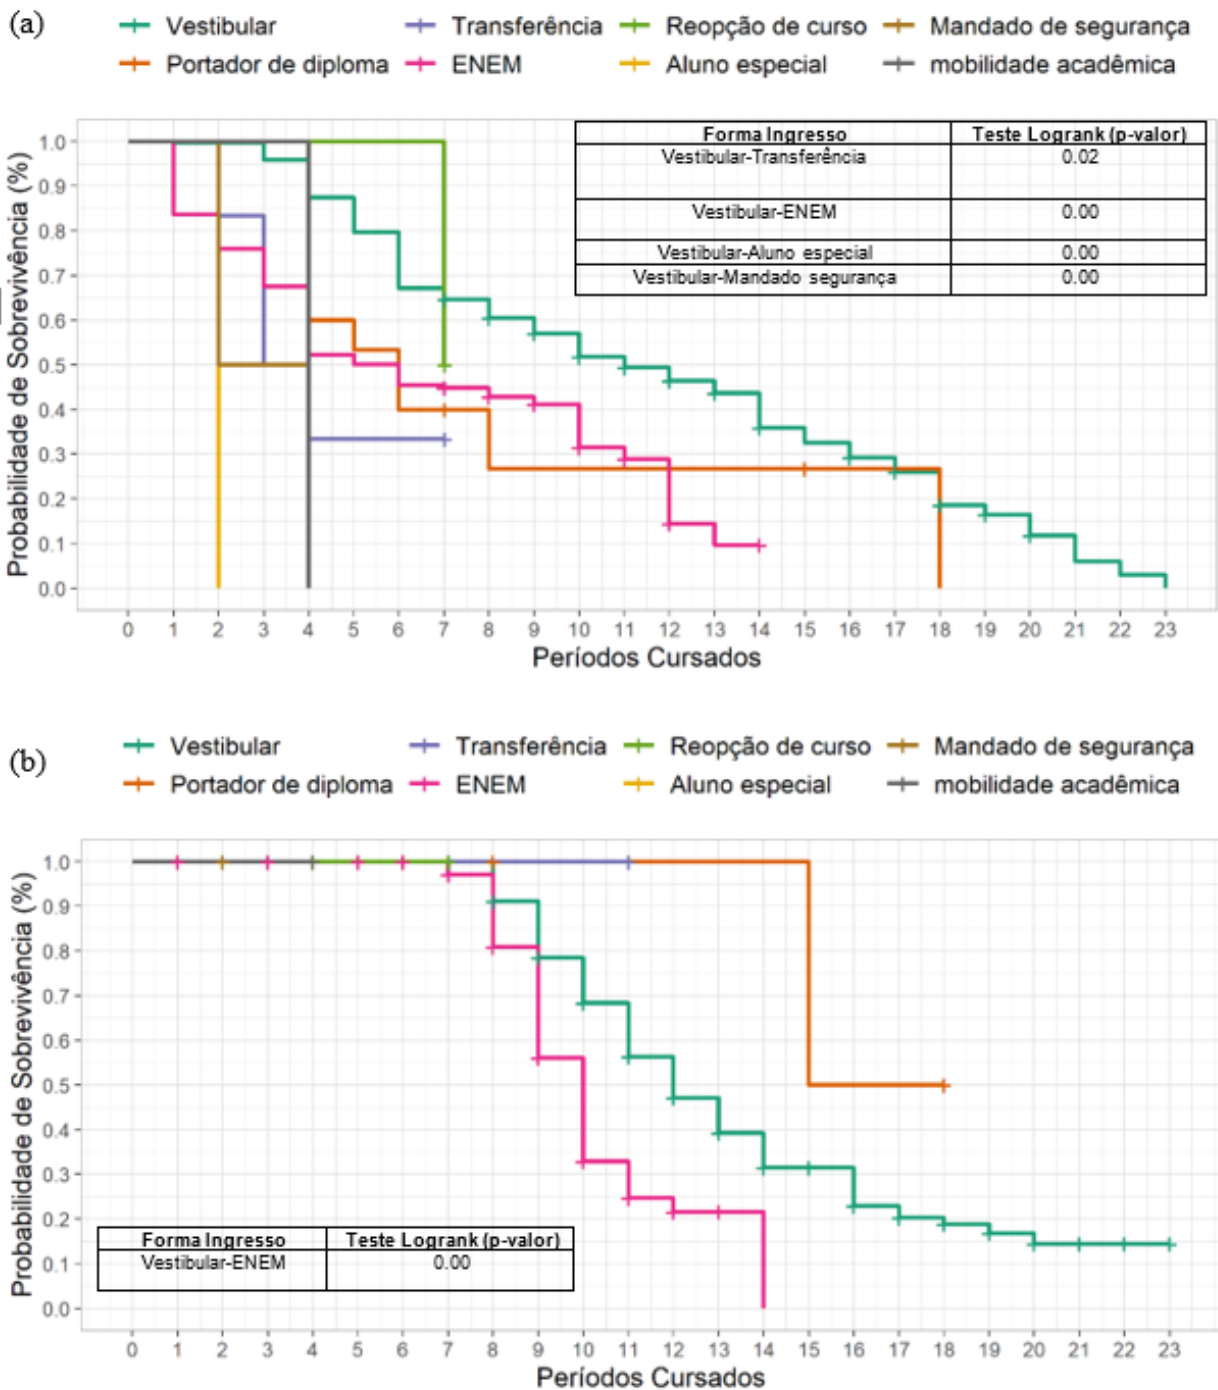 (a)
Vestibular Transferência Reopção de curso Mandado de segurança
Portador de diploma ENEM Aluno especial mobilidade acadêmica
Probabilidade de Sobrevivência (%)
1.0
0.9
0.8
0.7
0.6
0.5
0.4
0.3
0.2
0.1
0.0
Forma Ingresso Teste Logrank (p-valor)
Vestibular-Transferência 0.02
Vestibular-ENEM 0.00
Vestibular-Aluno especial 0.00
Vestibular-Mandado segurança 0.00
0 1 2 3 4 5 6 7 8 9 10 11 12 13 14 15 16 17 18 19 20 21 22 23
Períodos Cursados
(b)
Vestibular Transferência Reopção de curso Mandado de segurança
Portador de diploma ENEM Aluno especial mobilidade acadêmica
Probabilidade de Sobrevivência (%)
1.0
0.9
0.8
0.7
0.6
0.5
0.4
0.3
0.2
0.1
0.0
Forma Ingresso Teste Logrank (p-valor)
Vestibular-ENEM 0.00
0 1 2 3 4 5 6 7 8 9 10 11 12 13 14 15 16 17 18 19 20 21 22 23
Períodos Cursados